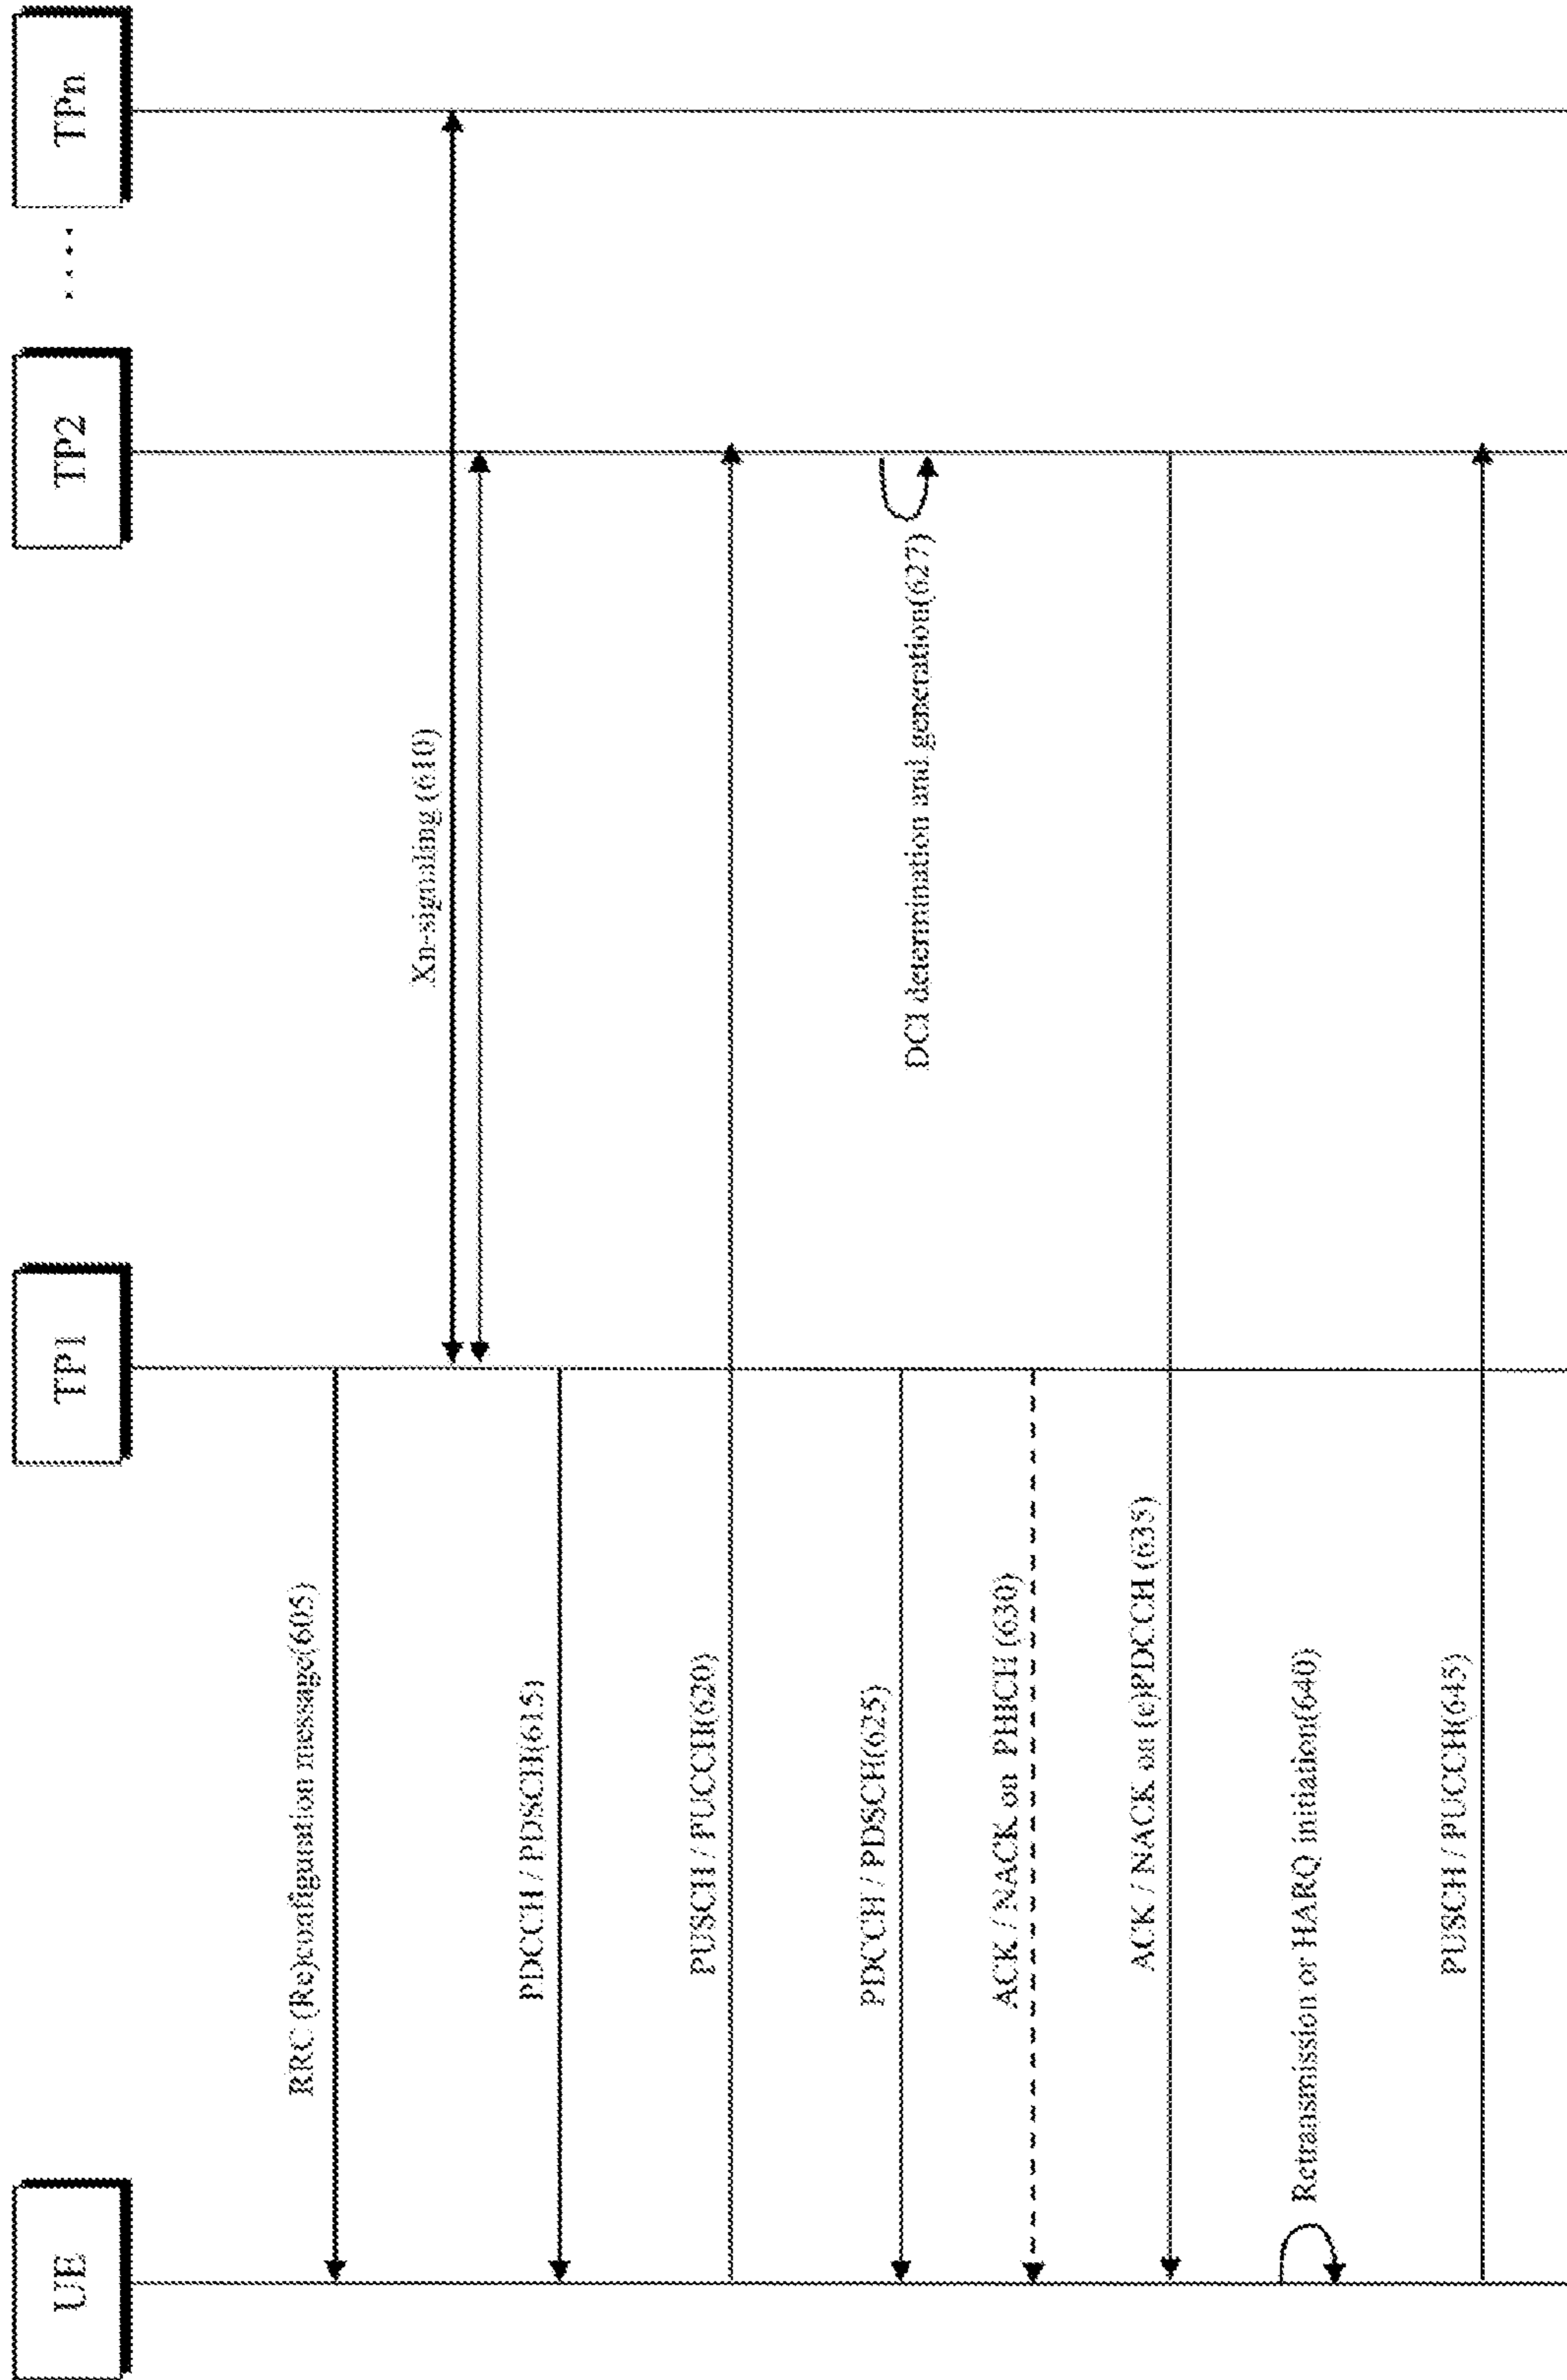 UE
TP1
TP2
....
TPn
RRC (Re)configuration message(605)
Xn-signaling (610)
PDCCH / PDSCH(615)
PUSCH / PUCCH(620)
PDCCH / PDSCH(625)
DCI determination and generation(627)
ACK / NACK on PHICH (630)
ACK / NACK on (e)PDCCH (635)
Retransmission or HARQ initiation(640)
PUSCH / PUCCH(645)